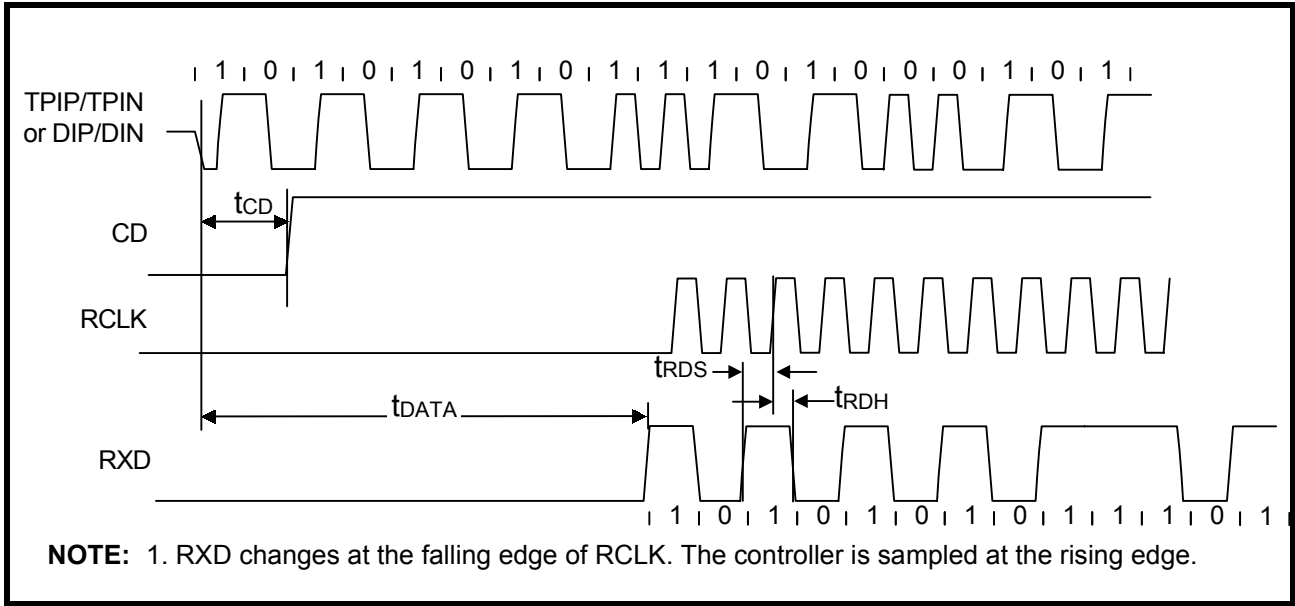 1 0 1 0 1 0 1 0 1 1 1 0 1 0 0 0 1 0 1
TPIP/TPIN
or DIP/DIN
tCD
CD
RCLK
tRDS
tDATA
tRDH
RXD
1 0 1 0 1 0 1 0 1 1 1 0 1
NOTE: 1. RXD changes at the falling edge of RCLK. The controller is sampled at the rising edge.